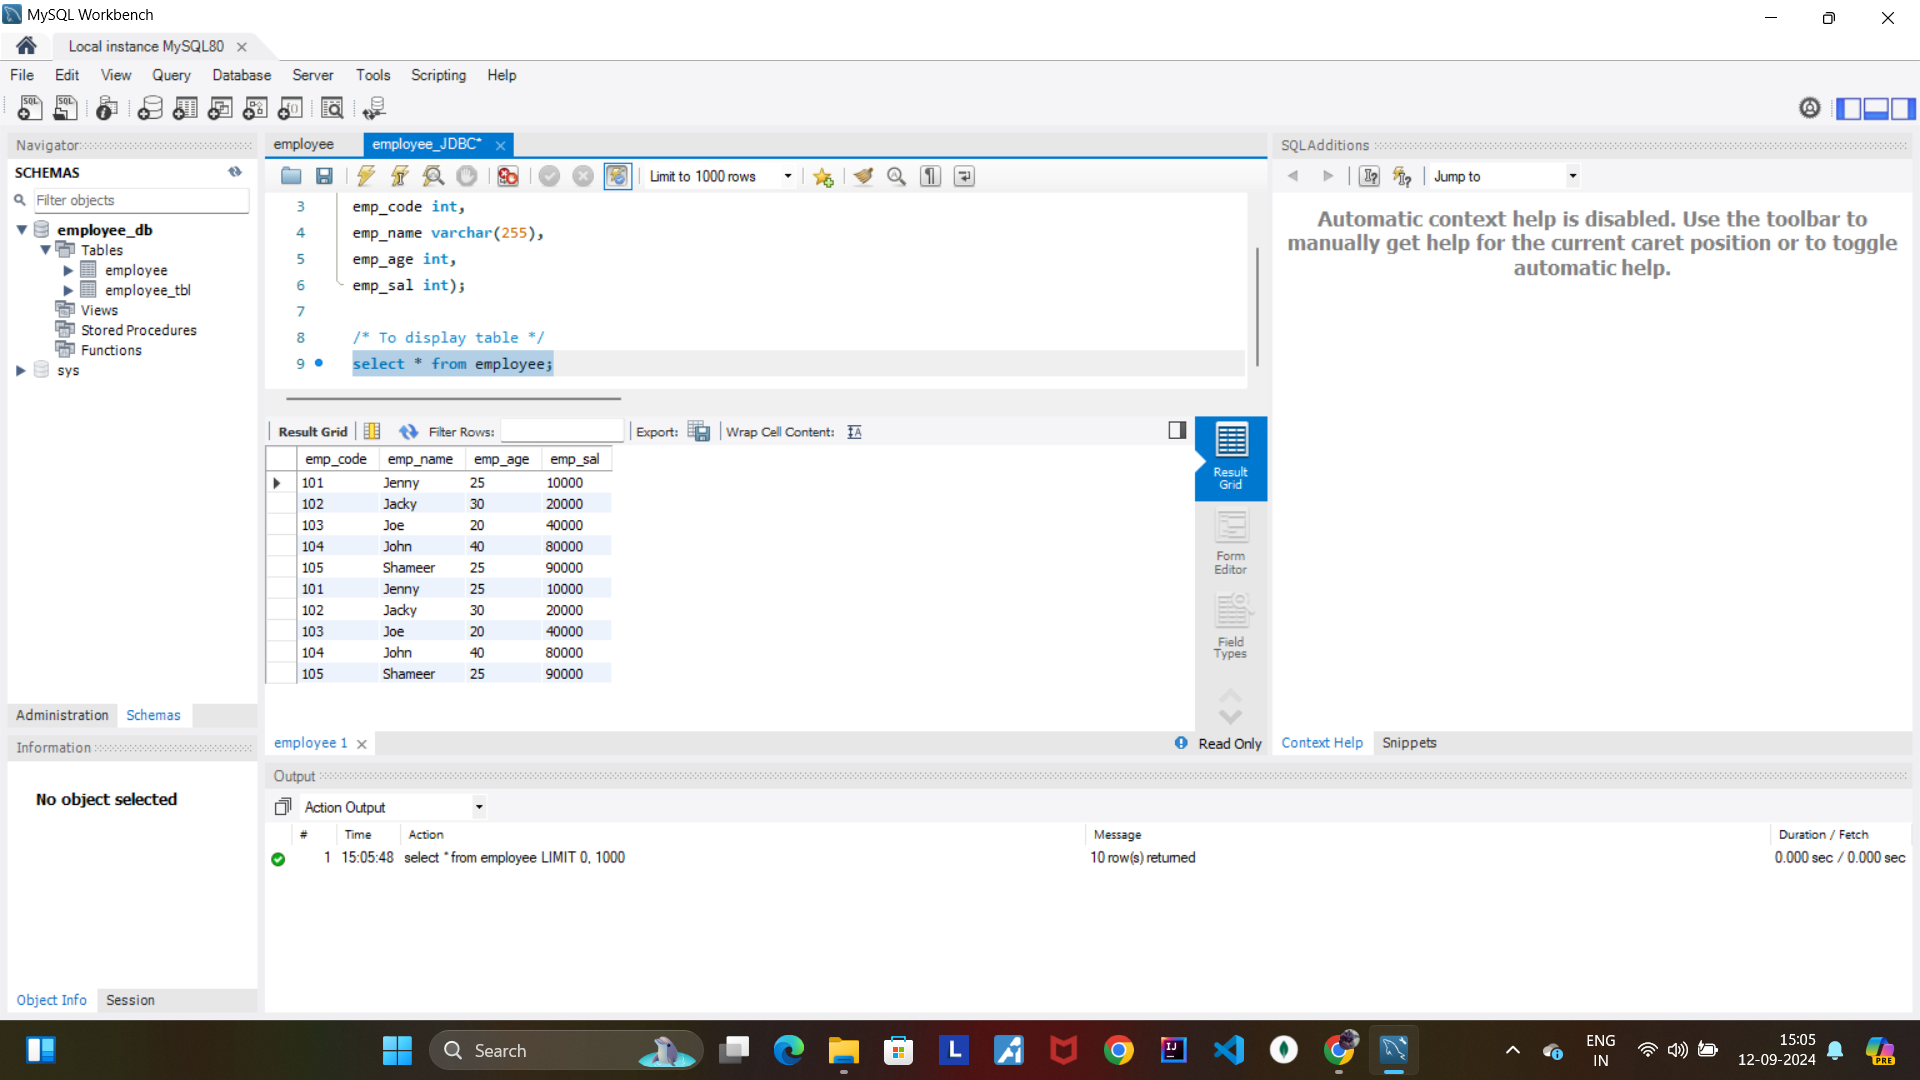 MySQL Workbench
Local instance MySQL80
File Edit View Query Database Server Tools Scripting Help
Navigator
SCHEMAS
Filter objects
employee_db
Tables
employee
employee_tbl
Views
Stored Procedures
Functions
sys
Administration Schemas
Information
No object selected
Object Info Session
employee employee_JDBC*
Limit to 1000 rows
3 emp_code int,
4 emp_name varchar(255),
5 emp_age int,
6 emp_sal int);
7
8 /* To display table */
9 select * from employee;
Result Grid Filter Rows: Export: Wrap Cell Content:
emp_code emp_name emp_age emp_sal
101 Jenny 25 10000
102 Jacky 30 20000
103 Joe 20 40000
104 John 40 80000
105 Shameer 25 90000
101 Jenny 25 10000
102 Jacky 30 20000
103 Joe 20 40000
104 John 40 80000
105 Shameer 25 90000
Result
Grid
Form
Editor
Field
Types
employee 1 Read Only
SQLAdditions
Jump to
Automatic context help is disabled. Use the toolbar to
manually get help for the current caret position or to toggle
automatic help.
Context Help Snippets
Output
Action Output
# Time Action Message Duration / Fetch
1 15:05:48 select * from employee LIMIT 0, 1000 10 row(s) returned 0.000 sec / 0.000 sec
Search
ENG
IN
15:05
12-09-2024
PRE